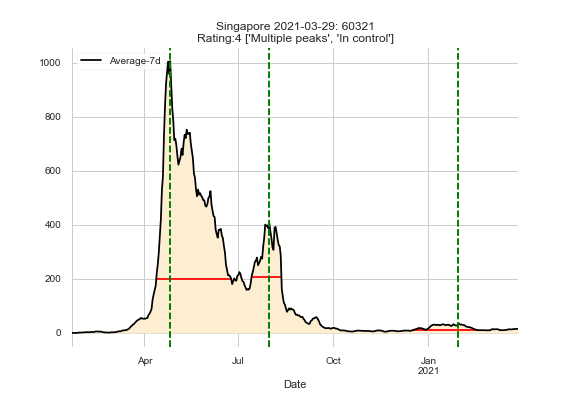 Singapore 2021-03-29: 60321
Rating:4 ['Multiple peaks', 'In control']
Average-7d
1000
800
600
400
200
0
Apr
Jul
Oct
Jan
2021
Date